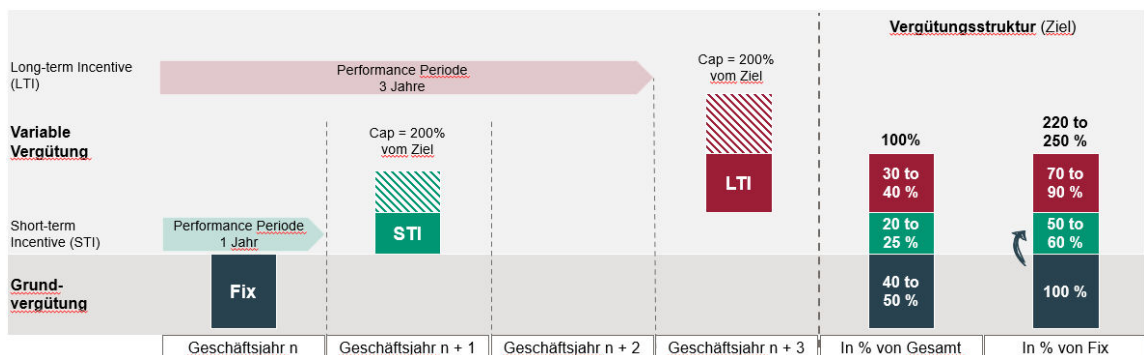 Vergütungsstruktur (Ziel)
Long-term Incentive
(LTI)
Performance Periode
3 Jahre
Cap = 200%
vom Ziel
Variable
Vergütung
Cap = 200%
vom Ziel
100%
220 to
250 %
LTI
30 to
40 %
70 to
90 %
Short-term
Incentive (STI)
Performance Periode
1 Jahr
STI
20 to
25 %
50 to
60 %
Grund-
vergütung
Fix
40 to
50 %
100 %
Geschäftsjahr n
Geschäftsjahr n + 1
Geschäftsjahr n + 2
Geschäftsjahr n + 3
In % von Gesamt
In % von Fix